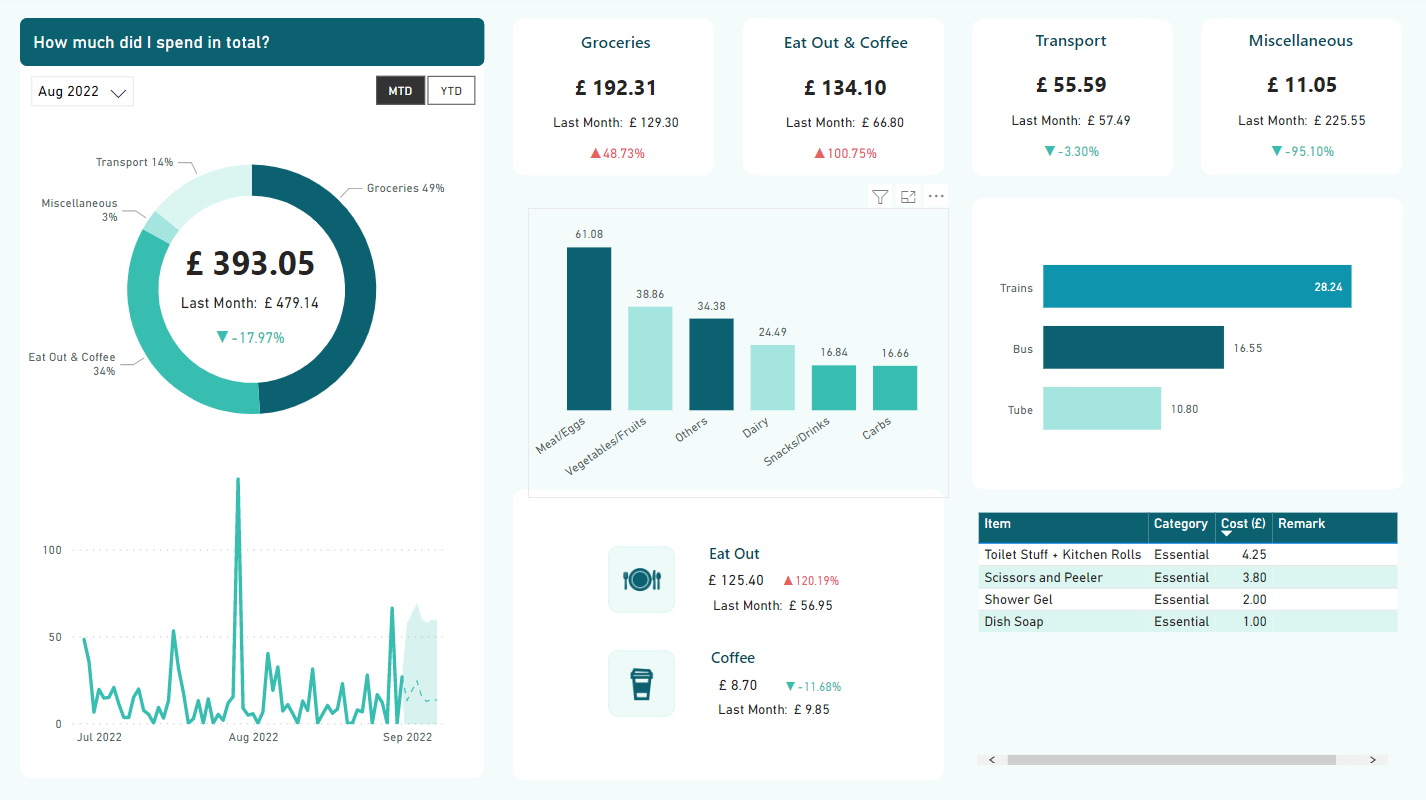 How much did I spend in total?
Aug 2022
MTD
YTD
Transport 14%
Groceries 49%
Miscellaneous
3%
£ 393.05
Last Month: £ 479.14
▼-17.97%
Eat Out & Coffee
34%
100
50
0
Jul 2022
Aug 2022
Sep 2022
Groceries
£ 192.31
Last Month: £ 129.30
▲48.73%
Eat Out & Coffee
£ 134.10
Last Month: £ 66.80
▲100.75%
Transport
£ 55.59
Last Month: £ 57.49
▼-3.30%
Miscellaneous
£ 11.05
Last Month: £ 225.55
▼-95.10%
61.08
38.86
34.38
24.49
16.84
16.66
Meat/Eggs
Vegetables/Fruits
Others
Dairy
Snacks/Drinks
Carbs
Trains
28.24
Bus
16.55
Tube
10.80
Eat Out
£ 125.40 ▲120.19%
Last Month: £ 56.95
Coffee
£ 8.70 ▼-11.68%
Last Month: £ 9.85
Item Category Cost (£) Remark
Toilet Stuff + Kitchen Rolls Essential 4.25
Scissors and Peeler Essential 3.80
Shower Gel Essential 2.00
Dish Soap Essential 1.00